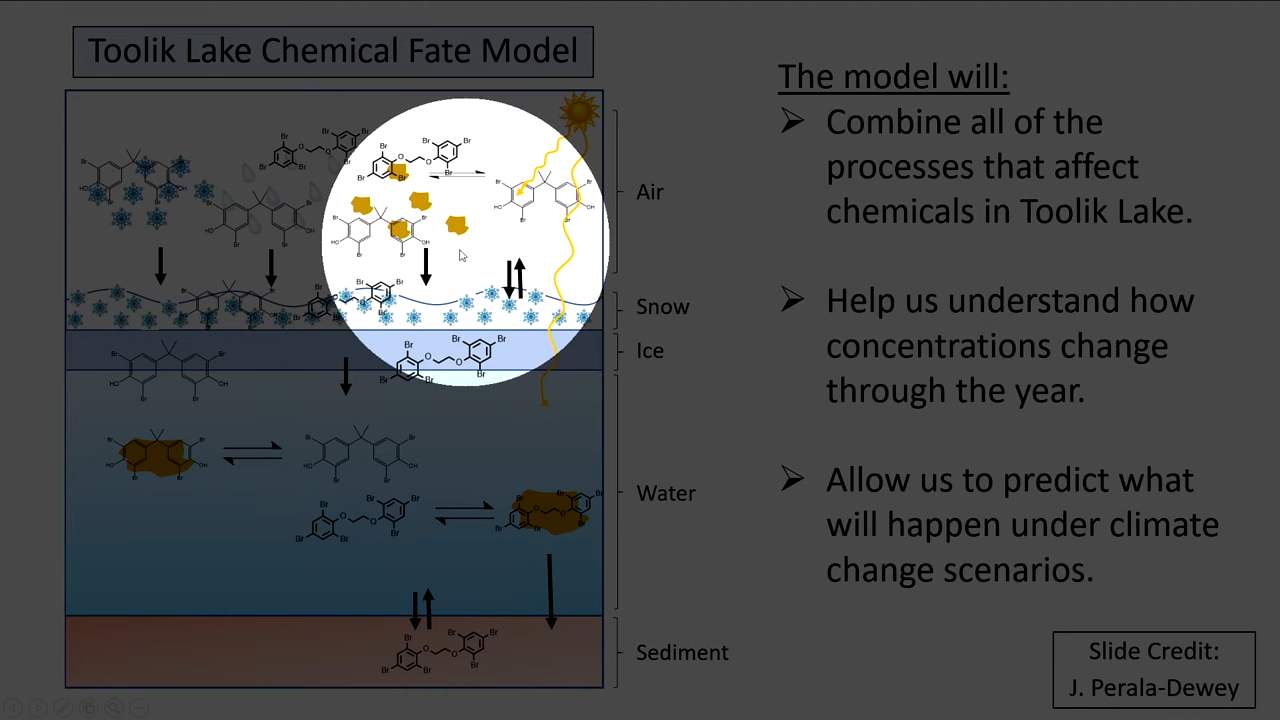 Toolik Lake Chemical Fate Model
The model will:
Combine all of the
processes that affect
chemicals in Toolik Lake.
Help us understand how
concentrations change
through the year.
Allow us to predict what
will happen under climate
change scenarios.
Air
Snow
Ice
Water
Sediment
Slide Credit:
J. Perala-Dewey